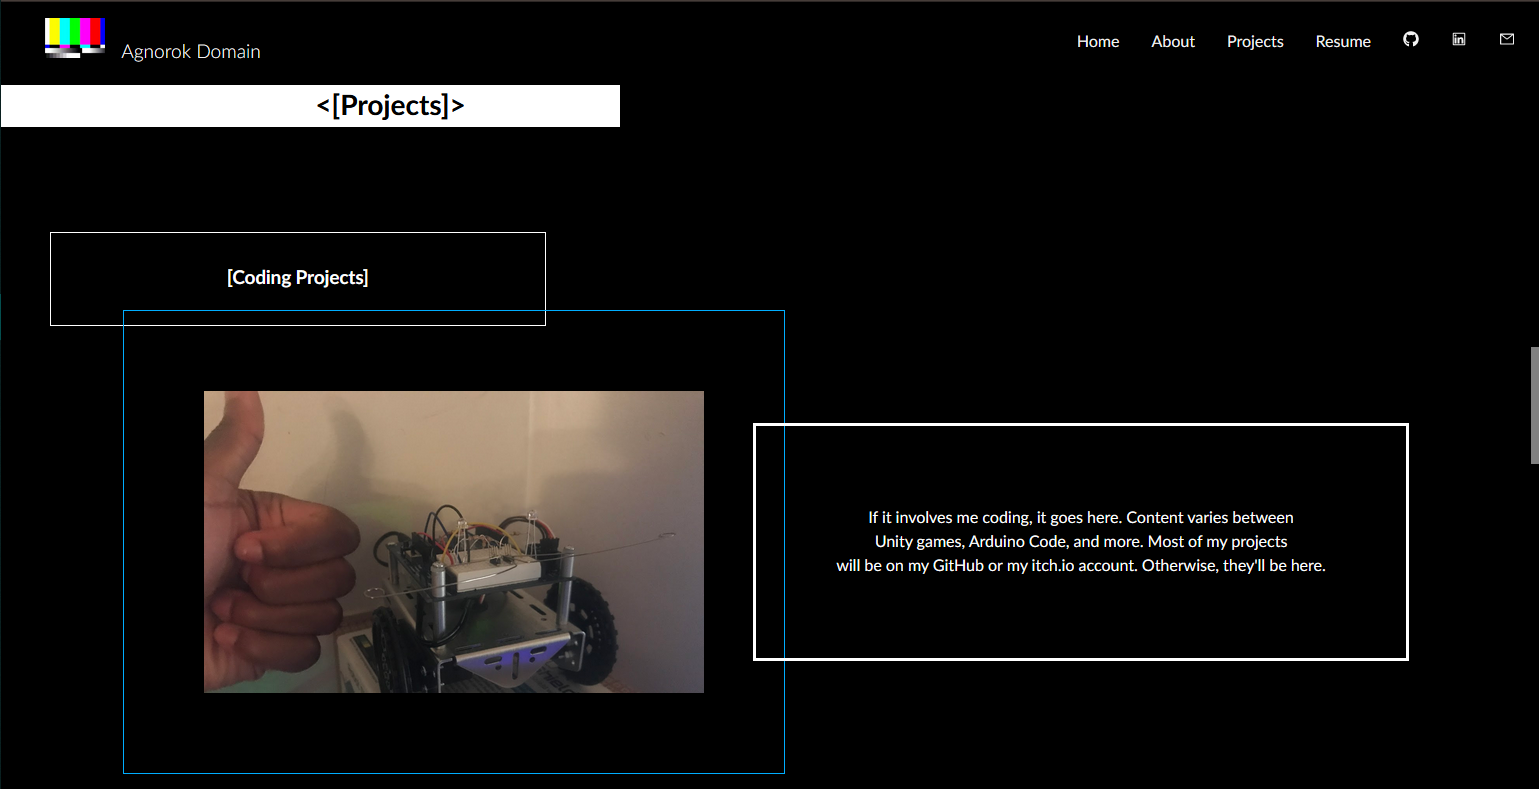 Agnorok Domain
Home About Projects Resume
<[Projects]>
[Coding Projects]
If it involves me coding, it goes here. Content varies between
Unity games, Arduino Code, and more. Most of my projects
will be on my GitHub or my itch.io account. Otherwise, they'll be here.